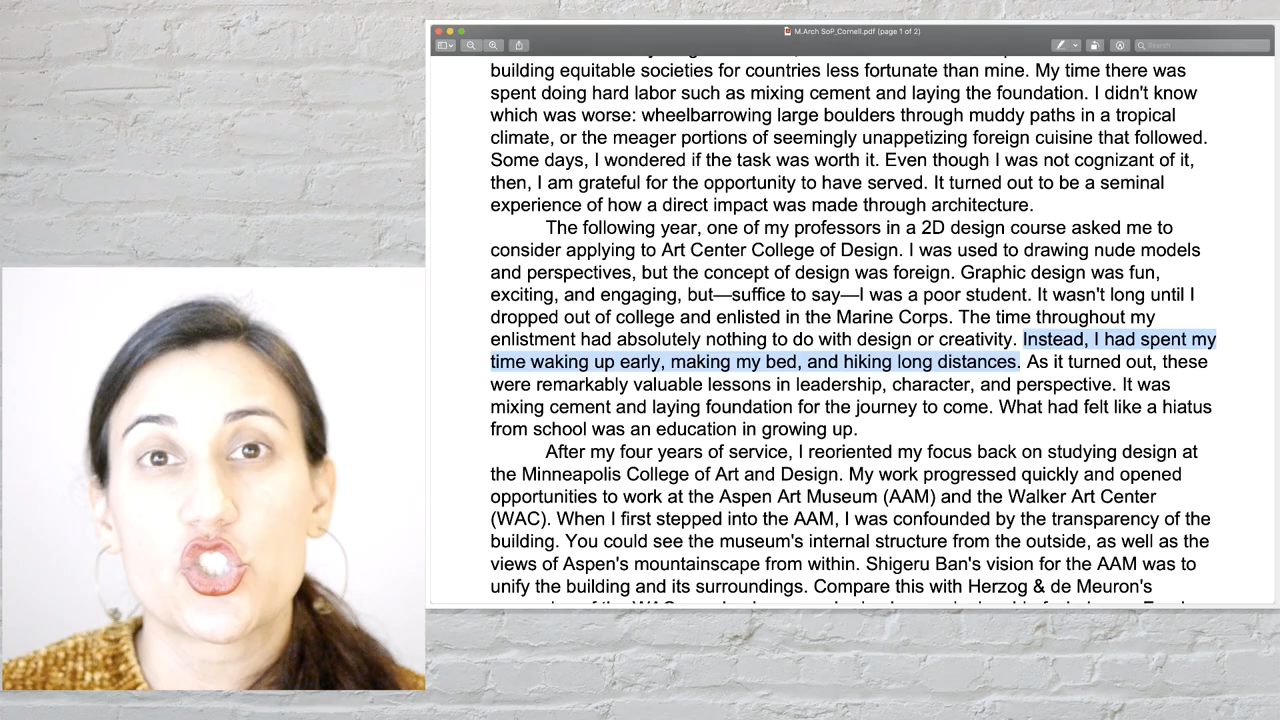 M.Arch SoP_Cornell.pdf (page 1 of 2)
Search
building equitable societies for countries less fortunate than mine. My time there was
spent doing hard labor such as mixing cement and laying the foundation. I didn't know
which was worse: wheelbarrowing large boulders through muddy paths in a tropical
climate, or the meager portions of seemingly unappetizing foreign cuisine that followed.
Some days, I wondered if the task was worth it. Even though I was not cognizant of it,
then, I am grateful for the opportunity to have served. It turned out to be a seminal
experience of how a direct impact was made through architecture.
The following year, one of my professors in a 2D design course asked me to
consider applying to Art Center College of Design. I was used to drawing nude models
and perspectives, but the concept of design was foreign. Graphic design was fun,
exciting, and engaging, but—suffice to say—I was a poor student. It wasn't long until I
dropped out of college and enlisted in the Marine Corps. The time throughout my
enlistment had absolutely nothing to do with design or creativity. Instead, I had spent my
time waking up early, making my bed, and hiking long distances. As it turned out, these
were remarkably valuable lessons in leadership, character, and perspective. It was
mixing cement and laying foundation for the journey to come. What had felt like a hiatus
from school was an education in growing up.
After my four years of service, I reoriented my focus back on studying design at
the Minneapolis College of Art and Design. My work progressed quickly and opened
opportunities to work at the Aspen Art Museum (AAM) and the Walker Art Center
(WAC). When I first stepped into the AAM, I was confounded by the transparency of the
building. You could see the museum's internal structure from the outside, as well as the
views of Aspen's mountainscape from within. Shigeru Ban's vision for the AAM was to
unify the building and its surroundings. Compare this with Herzog & de Meuron's